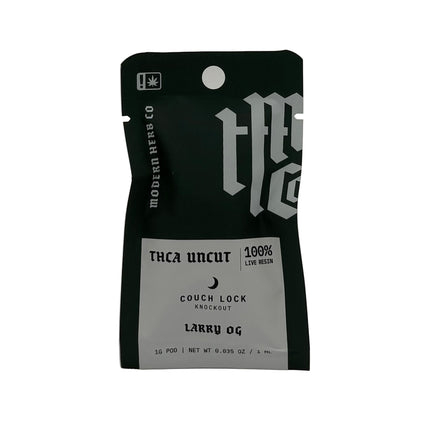 MODERN HERB CO
THCA UNCUT
100%
LIVE RESIN
COUCH LOCK
KNOCKOUT
LARRY OG
1G POD | NET WT 0.035 OZ / 1 ML